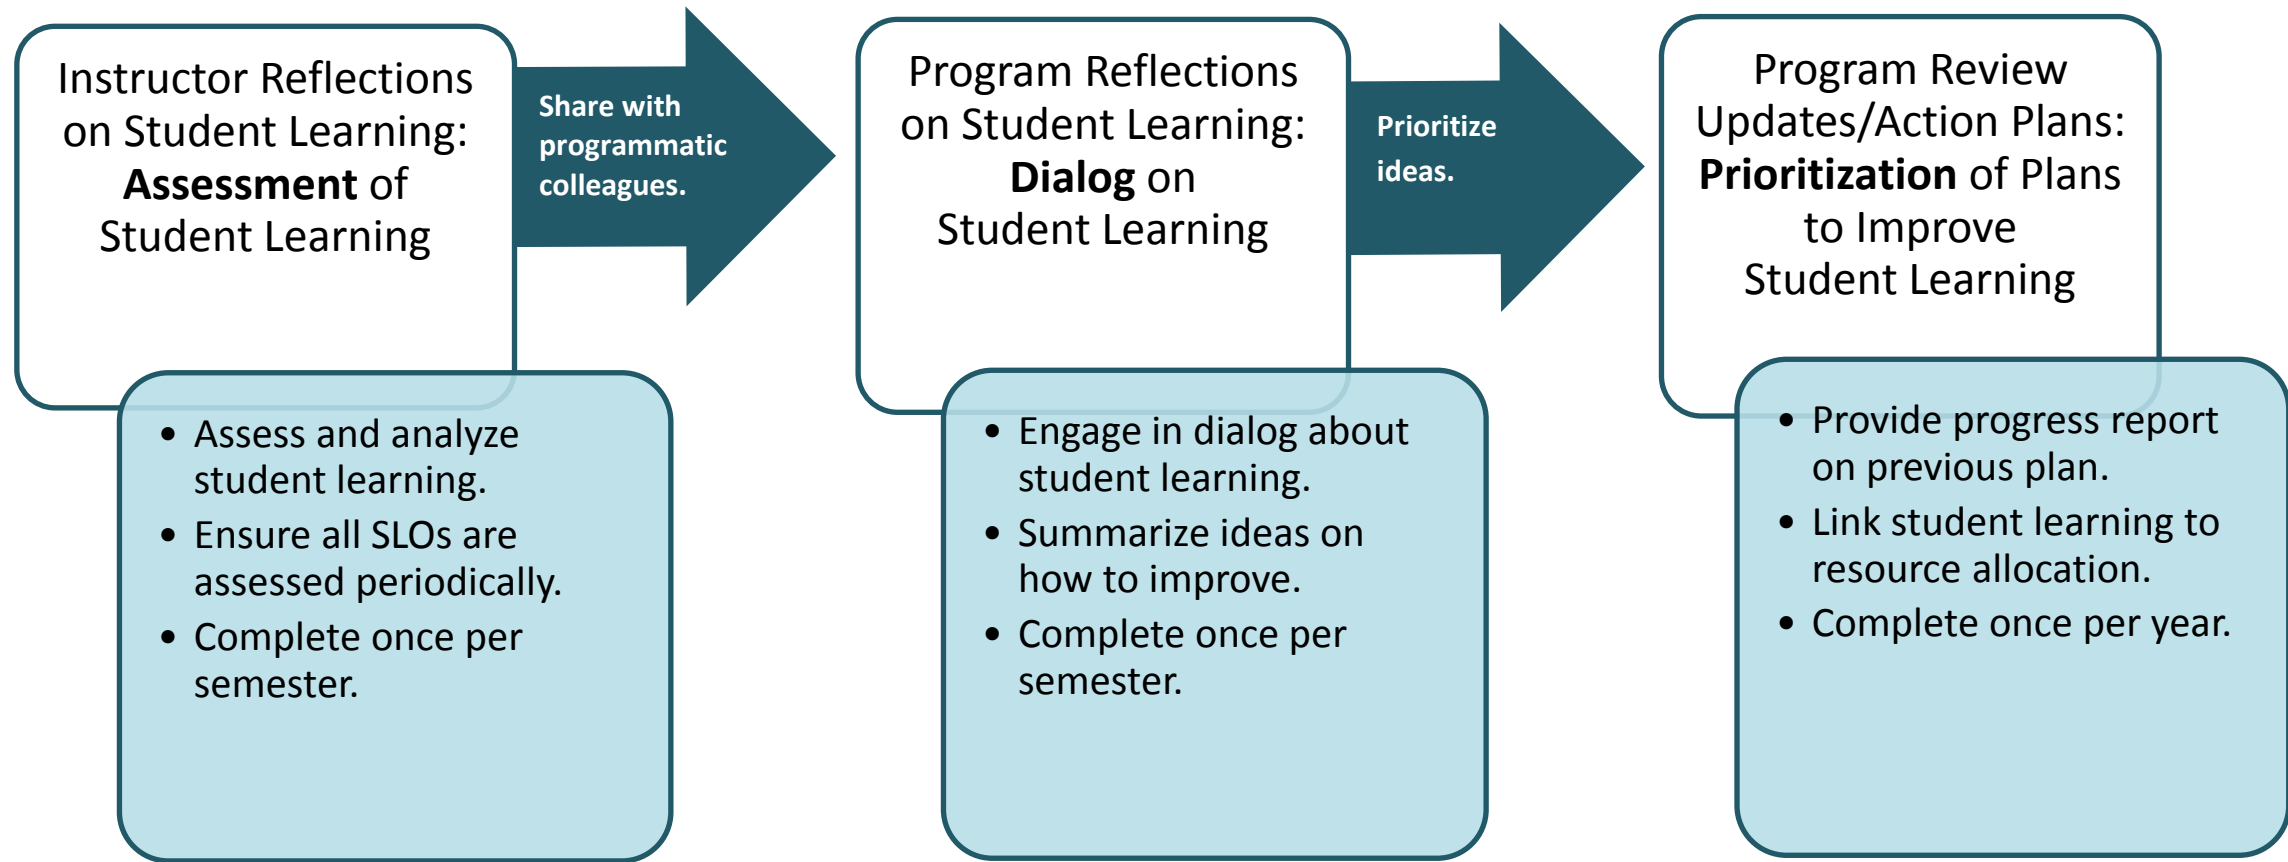 Instructor Reflections
on Student Learning:
Assessment of
Student Learning
• Assess and analyze
student learning.
• Ensure all SLOs are
assessed periodically.
• Complete once per
semester.
Share with
programmatic
colleagues.
Program Reflections
on Student Learning:
Dialog on
Student Learning
• Engage in dialog about
student learning.
• Summarize ideas on
how to improve.
• Complete once per
semester.
Prioritize
ideas.
Program Review
Updates/Action Plans:
Prioritization of Plans
to Improve
Student Learning
• Provide progress report
on previous plan.
• Link student learning to
resource allocation.
• Complete once per year.